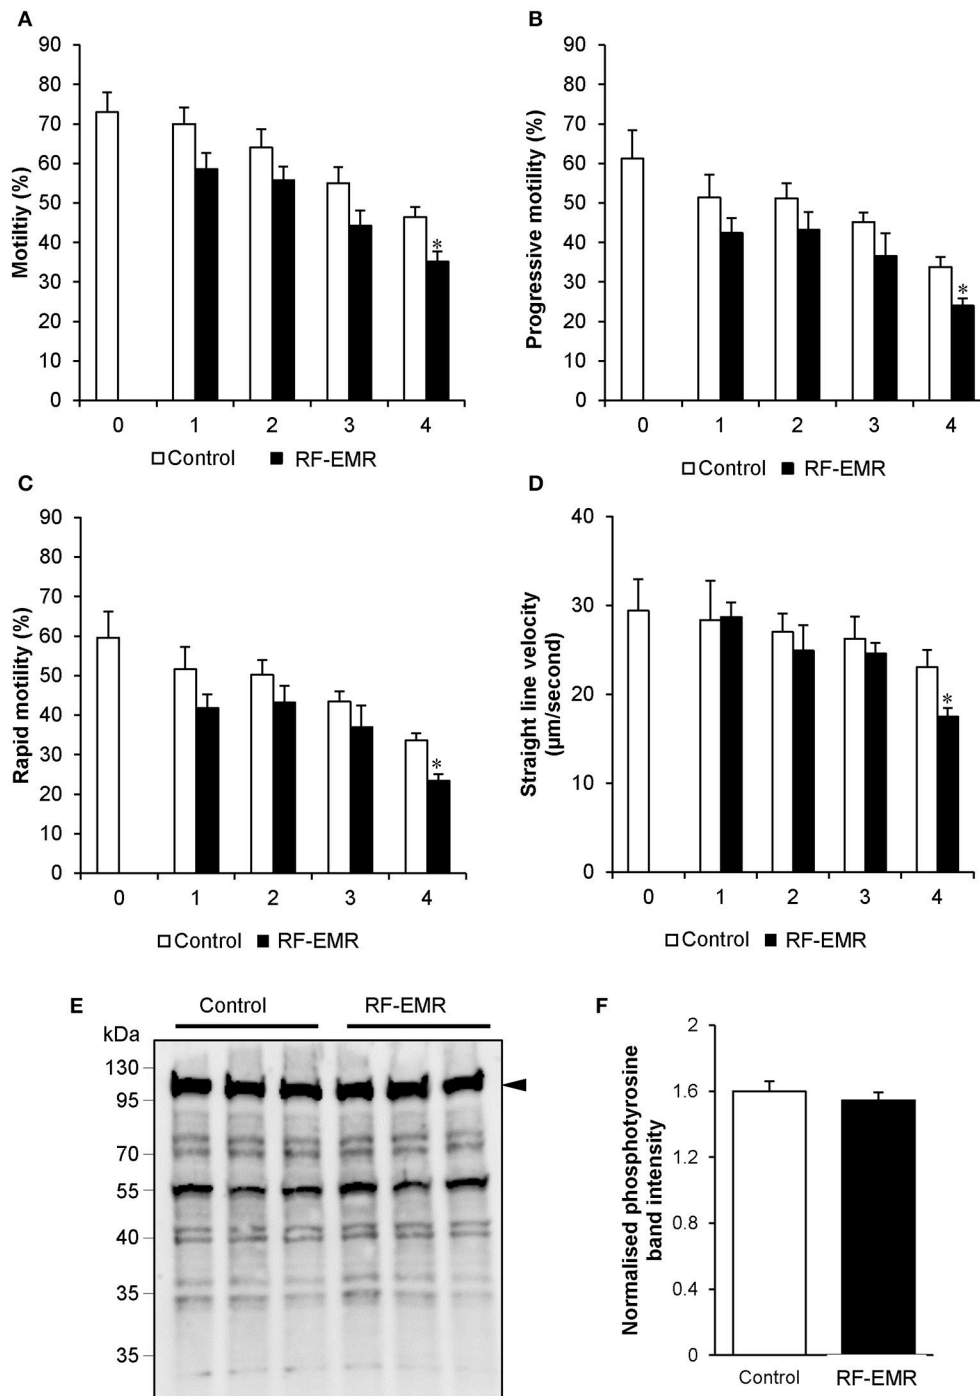 A
90
80
70
60
50
40
30
20
10
0
Motiltiy (%)
*
0 1 2 3 4
Control RF-EMR
B
90
80
70
60
50
40
30
20
10
0
Progressive motility (%)
*
0 1 2 3 4
Control RF-EMR
C
90
80
70
60
50
40
30
20
10
0
Rapid motility (%)
*
0 1 2 3 4
Control RF-EMR
D
40
30
20
10
0
Straight line velocity
(µm/second)
*
0 1 2 3 4
Control RF-EMR
E
Control RF-EMR
kDa
130
95
70
55
40
35
35
F
2
1.6
1.2
0.8
0.4
0
Normalised phosphotyrosine
band intensity
Control RF-EMR